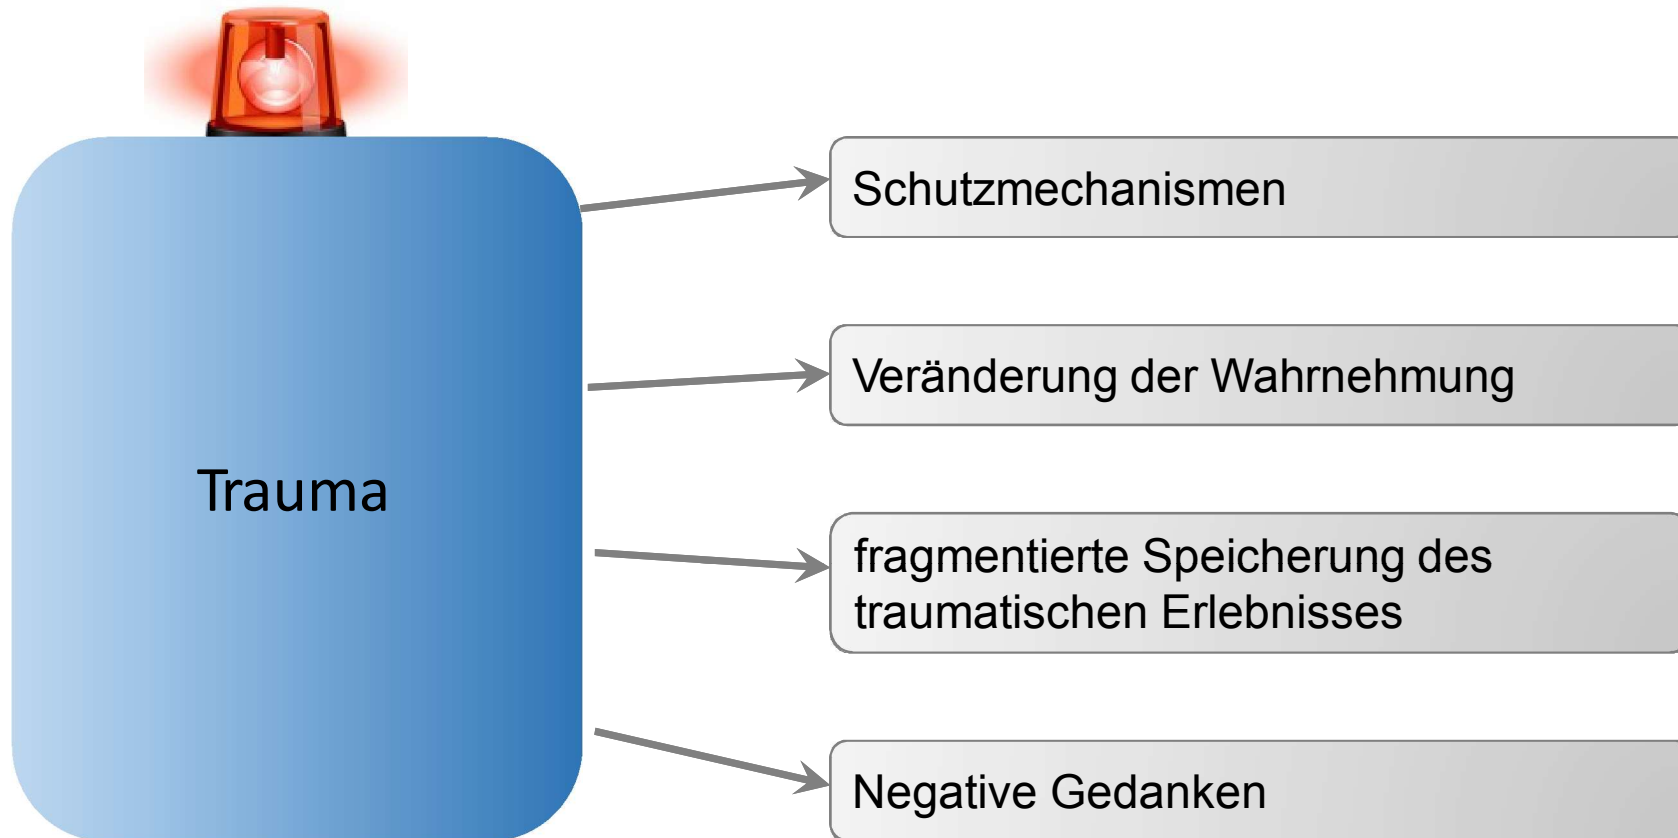 Trauma
Schutzmechanismen
Veränderung der Wahrnehmung
fragmentierte Speicherung des
traumatischen Erlebnisses
Negative Gedanken